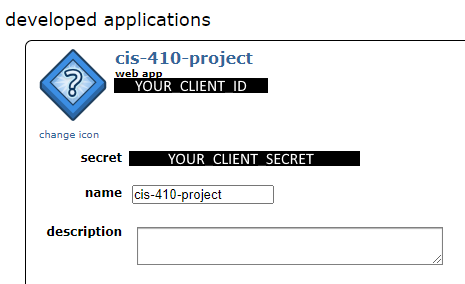 developed applications
cis-410-project
web app
YOUR CLIENT ID
change icon
secret YOUR CLIENT SECRET
name cis-410-project
description